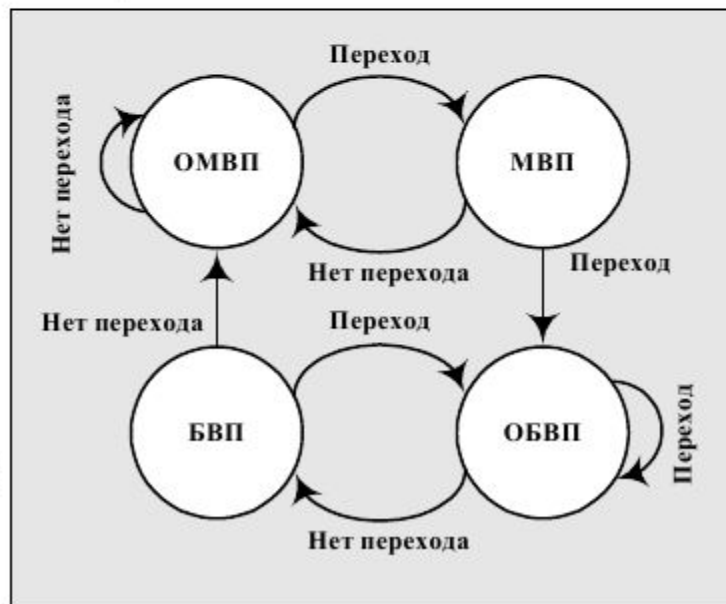 Переход
ОМВП
МВП
Нет перехода
Нет перехода
Переход
Нет перехода
Переход
БВП
ОБВП
Переход
Нет перехода